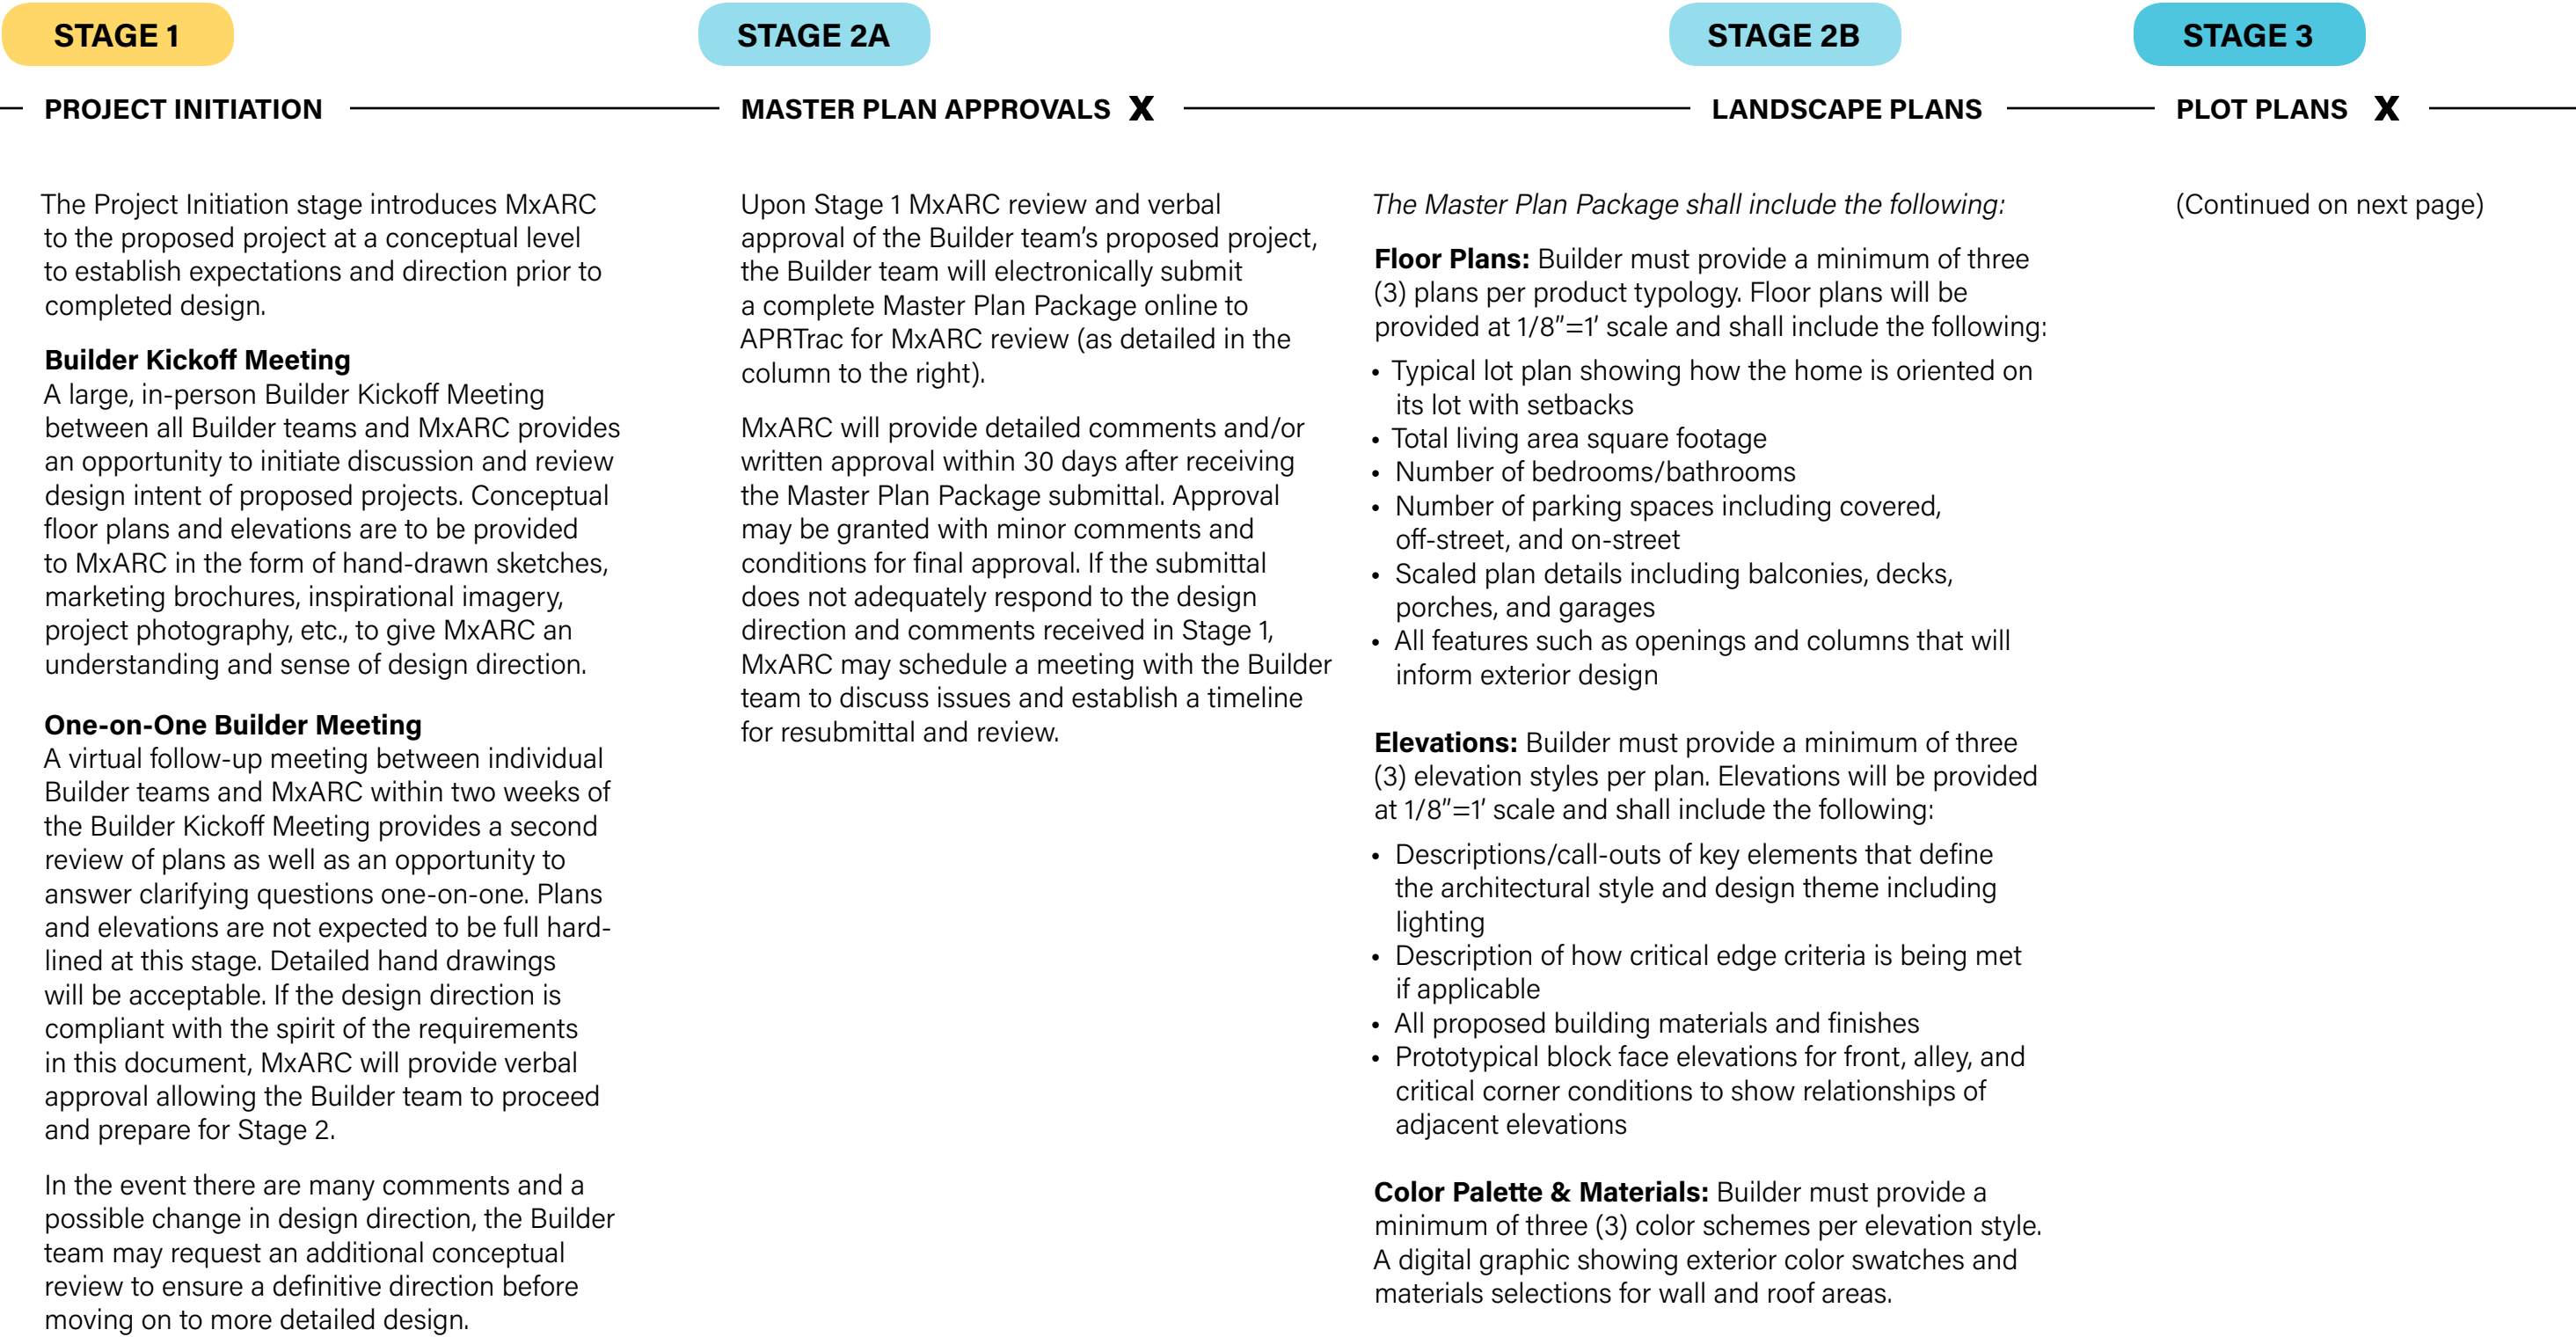 STAGE 1
STAGE 2A
STAGE 2B
STAGE 3
PROJECT INITIATION
MASTER PLAN APPROVALS X
LANDSCAPE PLANS
PLOT PLANS X
The Project Initiation stage introduces MxARC
to the proposed project at a conceptual level
to establish expectations and direction prior to
completed design.
Builder Kickoff Meeting
A large, in-person Builder Kickoff Meeting
between all Builder teams and MxARC provides
an opportunity to initiate discussion and review
design intent of proposed projects. Conceptual
floor plans and elevations are to be provided
to MxARC in the form of hand-drawn sketches,
marketing brochures, inspirational imagery,
project photography, etc., to give MxARC an
understanding and sense of design direction.
One-on-One Builder Meeting
A virtual follow-up meeting between individual
Builder teams and MxARC within two weeks of
the Builder Kickoff Meeting provides a second
review of plans as well as an opportunity to
answer clarifying questions one-on-one. Plans
and elevations are not expected to be full hard-
lined at this stage. Detailed hand drawings
will be acceptable. If the design direction is
compliant with the spirit of the requirements
in this document, MxARC will provide verbal
approval allowing the Builder team to proceed
and prepare for Stage 2.
In the event there are many comments and a
possible change in design direction, the Builder
team may request an additional conceptual
review to ensure a definitive direction before
moving on to more detailed design.
Upon Stage 1 MxARC review and verbal
approval of the Builder team's proposed project,
the Builder team will electronically submit
a complete Master Plan Package online to
APRTrac for MxARC review (as detailed in the
column to the right).
MxARC will provide detailed comments and/or
written approval within 30 days after receiving
the Master Plan Package submittal. Approval
may be granted with minor comments and
conditions for final approval. If the submittal
does not adequately respond to the design
direction and comments received in Stage 1,
MxARC may schedule a meeting with the Builder
team to discuss issues and establish a timeline
for resubmittal and review.
The Master Plan Package shall include the following:
Floor Plans: Builder must provide a minimum of three
(3) plans per product typology. Floor plans will be
provided at 1/8"=1' scale and shall include the following:
• Typical lot plan showing how the home is oriented on
its lot with setbacks
• Total living area square footage
• Number of bedrooms/bathrooms
• Number of parking spaces including covered,
off-street, and on-street
• Scaled plan details including balconies, decks,
porches, and garages
• All features such as openings and columns that will
inform exterior design
Elevations: Builder must provide a minimum of three
(3) elevation styles per plan. Elevations will be provided
at 1/8"=1' scale and shall include the following:
• Descriptions/call-outs of key elements that define
the architectural style and design theme including
lighting
• Description of how critical edge criteria is being met
if applicable
• All proposed building materials and finishes
• Prototypical block face elevations for front, alley, and
critical corner conditions to show relationships of
adjacent elevations
Color Palette & Materials: Builder must provide a
minimum of three (3) color schemes per elevation style.
A digital graphic showing exterior color swatches and
materials selections for wall and roof areas.
(Continued on next page)